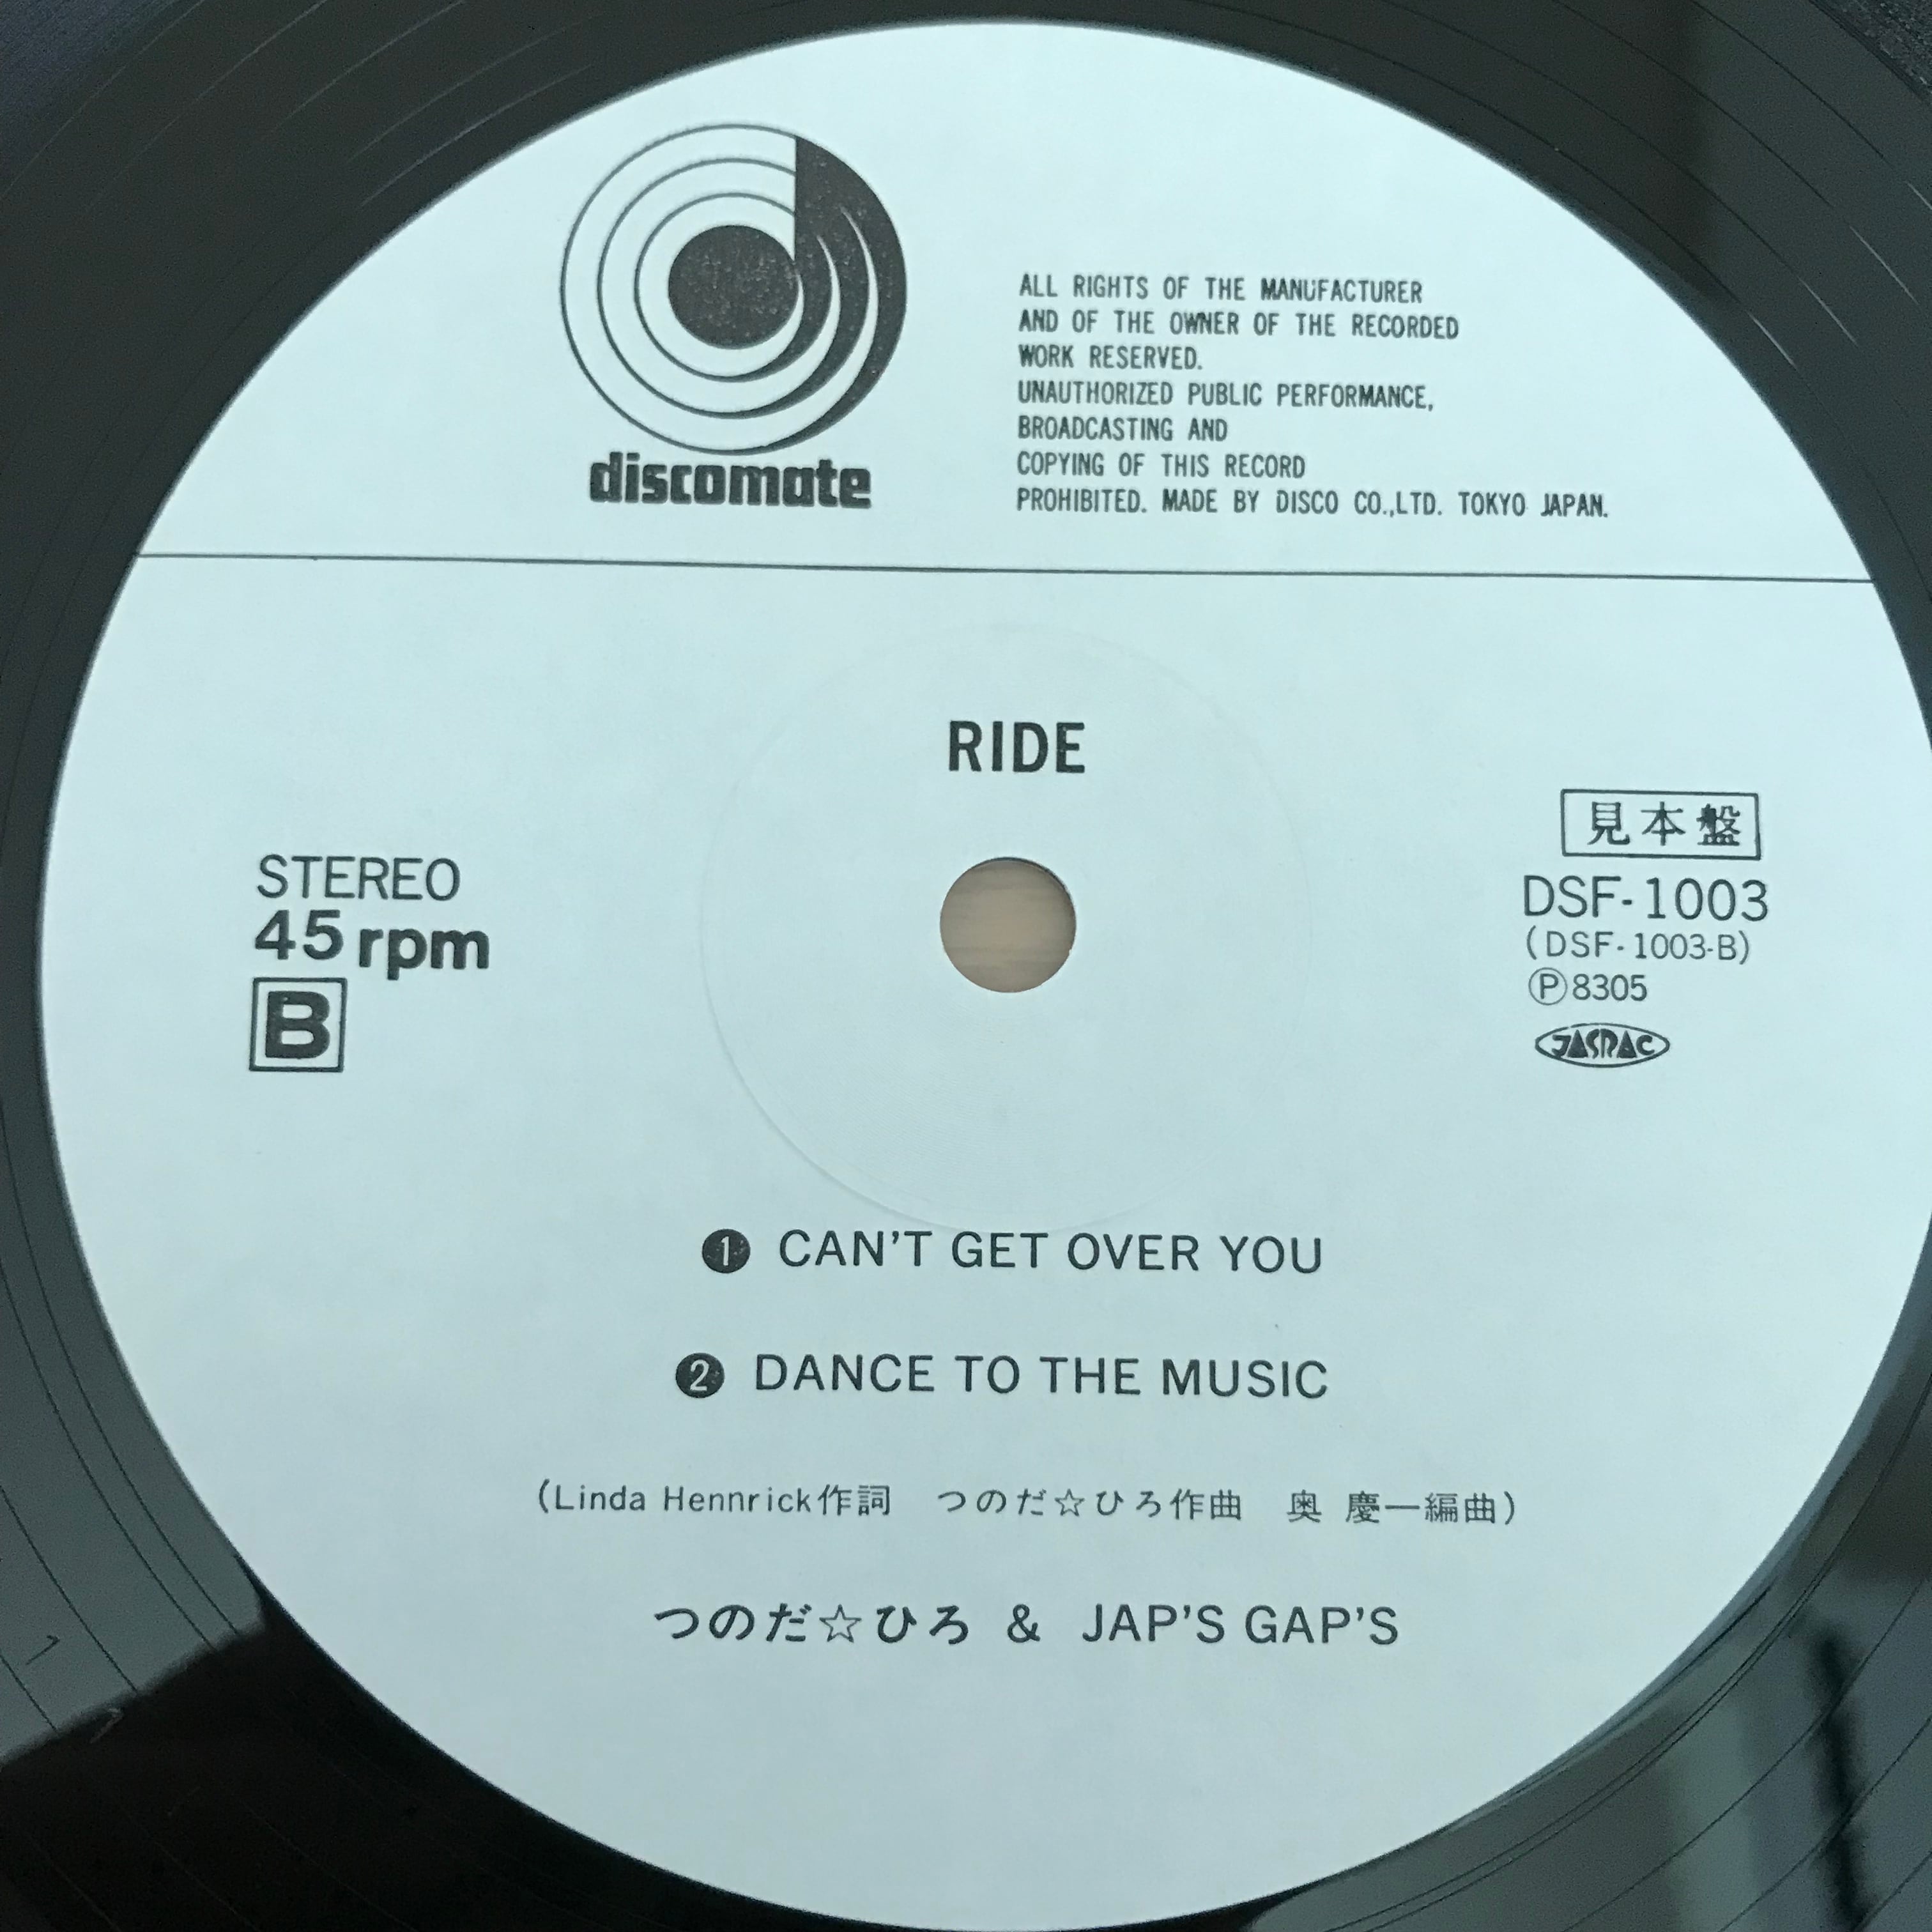 discomate
ALL RIGHTS OF THE MANUFACTURER
AND OF THE OWNER OF THE RECORDED
WORK RESERVED.
UNAUTHORIZED PUBLIC PERFORMANCE,
BROADCASTING AND
COPYING OF THIS RECORD
PROHIBITED. MADE BY DISCO CO.,LTD. TOKYO JAPAN.
RIDE
STEREO
45 rpm
B
見本盤
DSF-1003
(DSF-1003-B)
Ⓟ8305
JASRAC
❶ CAN'T GET OVER YOU
❷ DANCE TO THE MUSIC
(Linda Hennrick作詞 つのだ☆ひろ作曲 奥 慶一編曲)
つのだ☆ひろ & JAP'S GAP'S